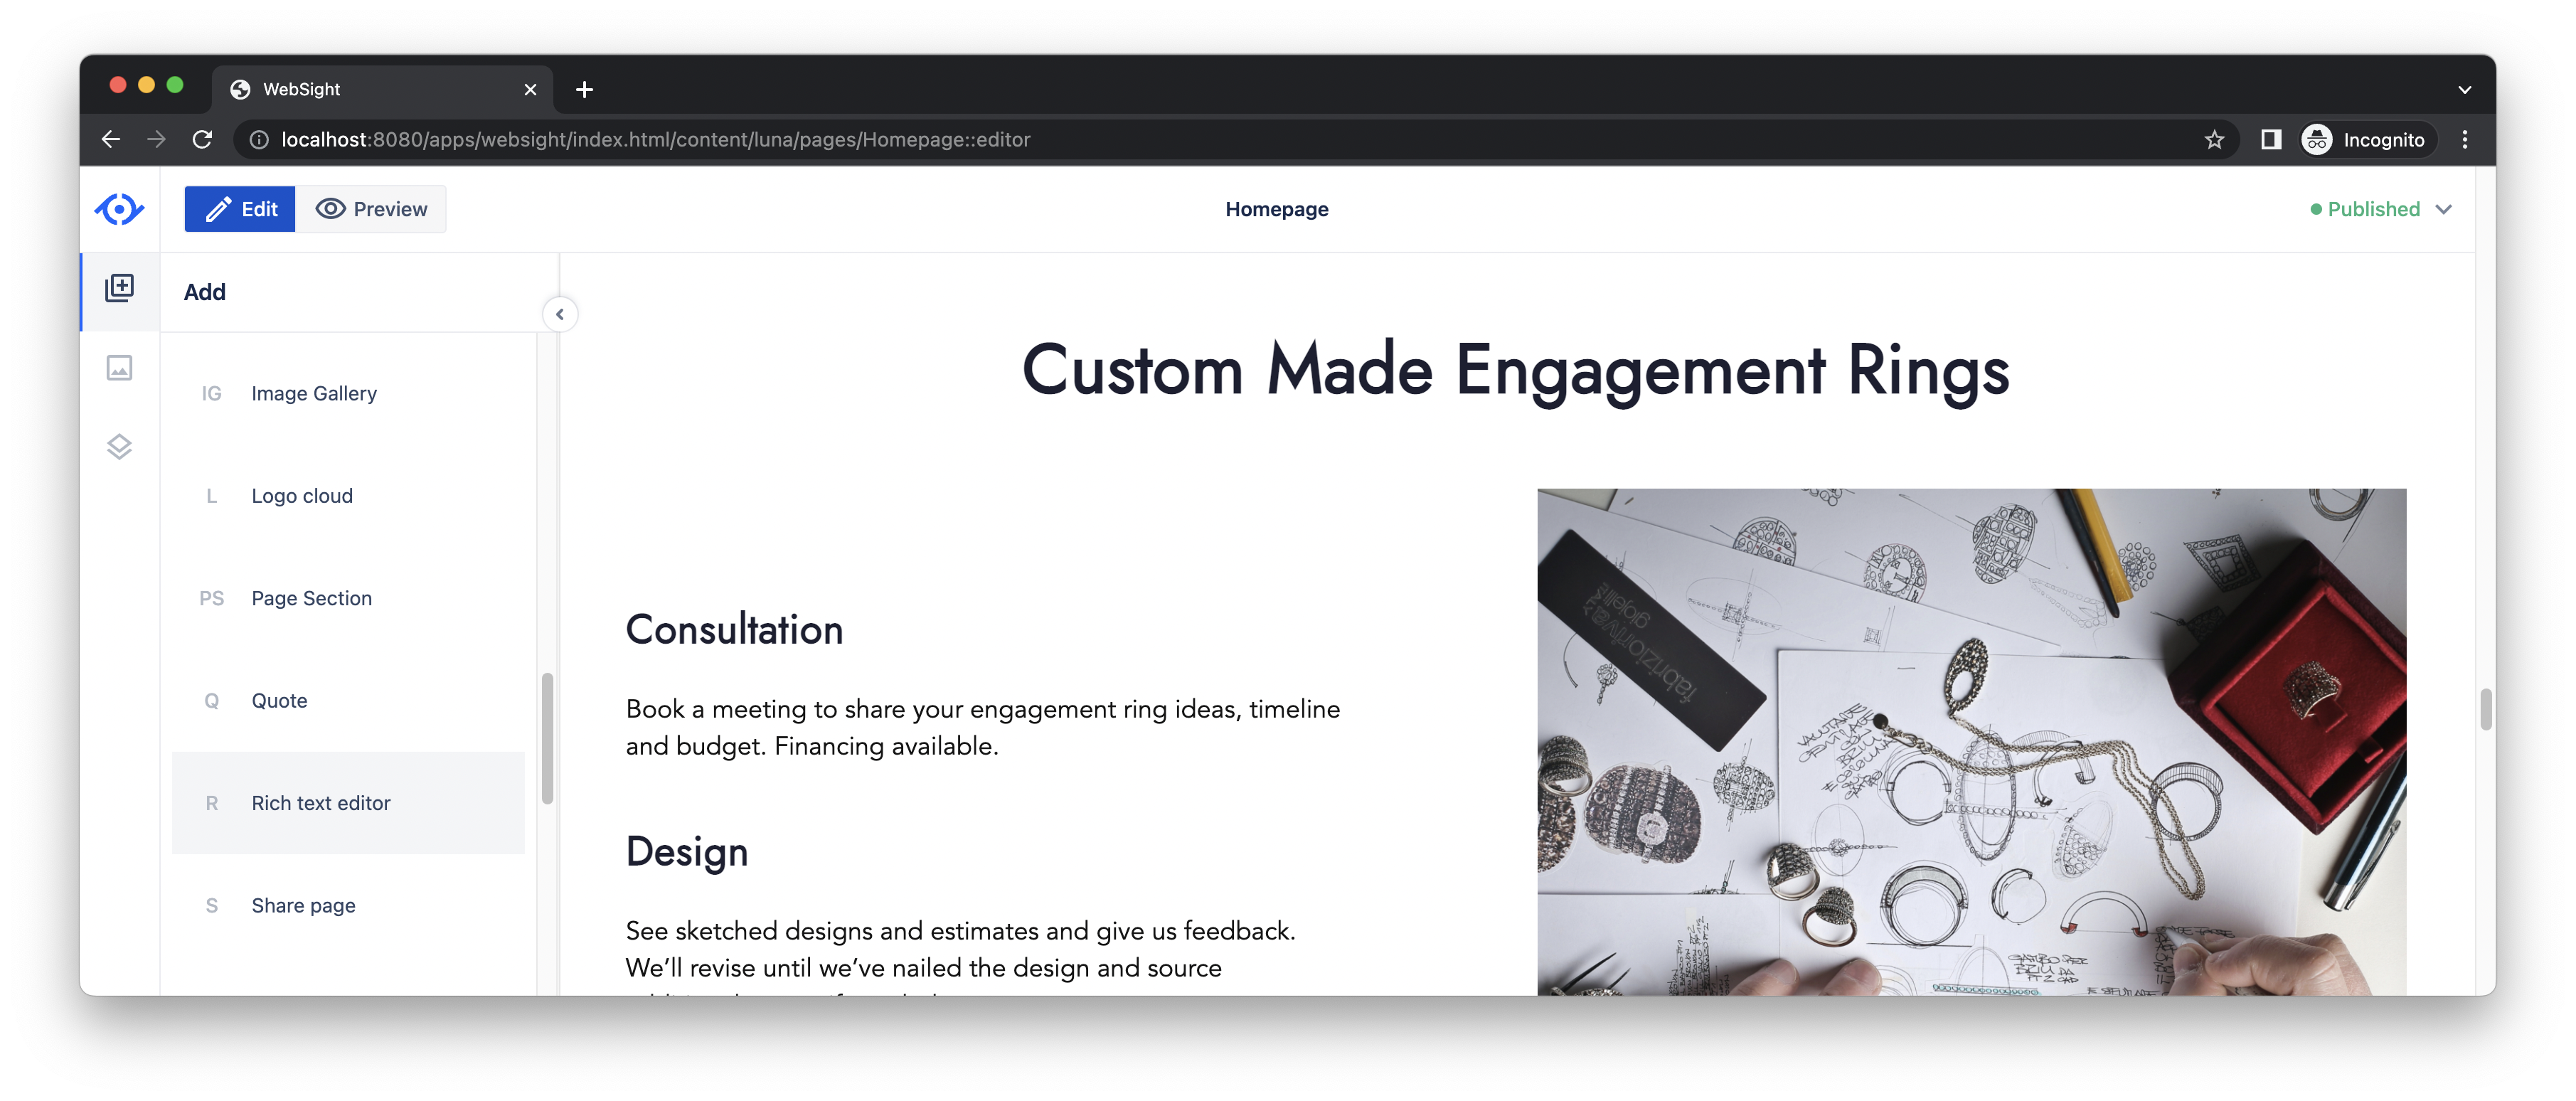 WebSight
localhost:8080/apps/websight/index.html/content/luna/pages/Homepage::editor
Incognito
Edit
Preview
Homepage
Published
Add
IG Image Gallery
L Logo cloud
PS Page Section
Q Quote
R Rich text editor
S Share page
Custom Made Engagement Rings
Consultation
Book a meeting to share your engagement ring ideas, timeline
and budget. Financing available.
Design
See sketched designs and estimates and give us feedback.
We’ll revise until we’ve nailed the design and source
fabrizioriva
gioielli